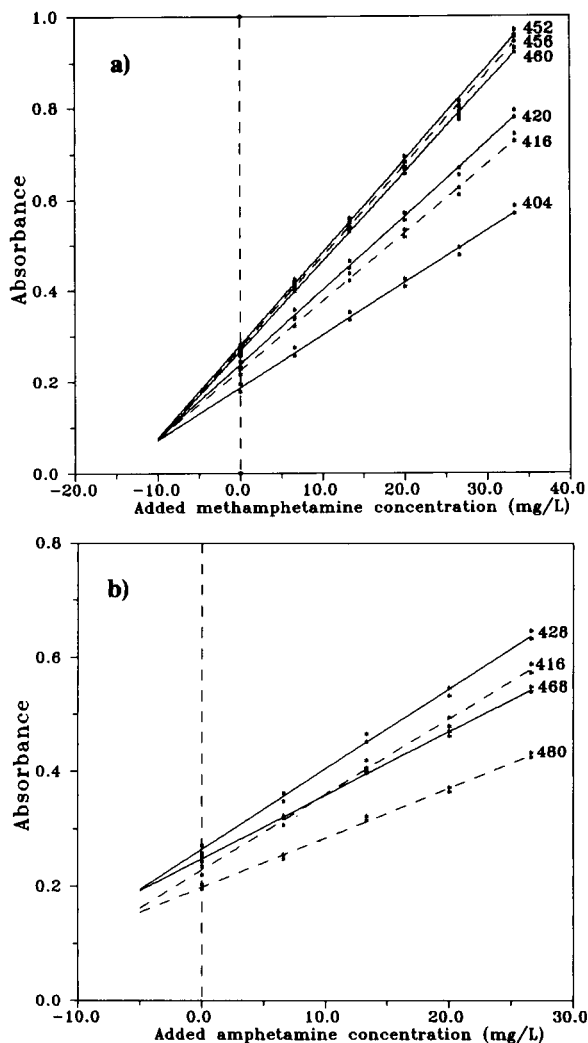 a)
1.0
0.8
0.6
0.4
0.2
0.0
Absorbance
452
456
460
420
416
404
-20.0 -10.0 0.0 10.0 20.0 30.0 40.0
Added methamphetamine concentration (mg/L)
b)
0.8
0.6
0.4
0.2
0.0
Absorbance
428
416
468
480
-10.0 0.0 10.0 20.0 30.0
Added amphetamine concentration (mg/L)